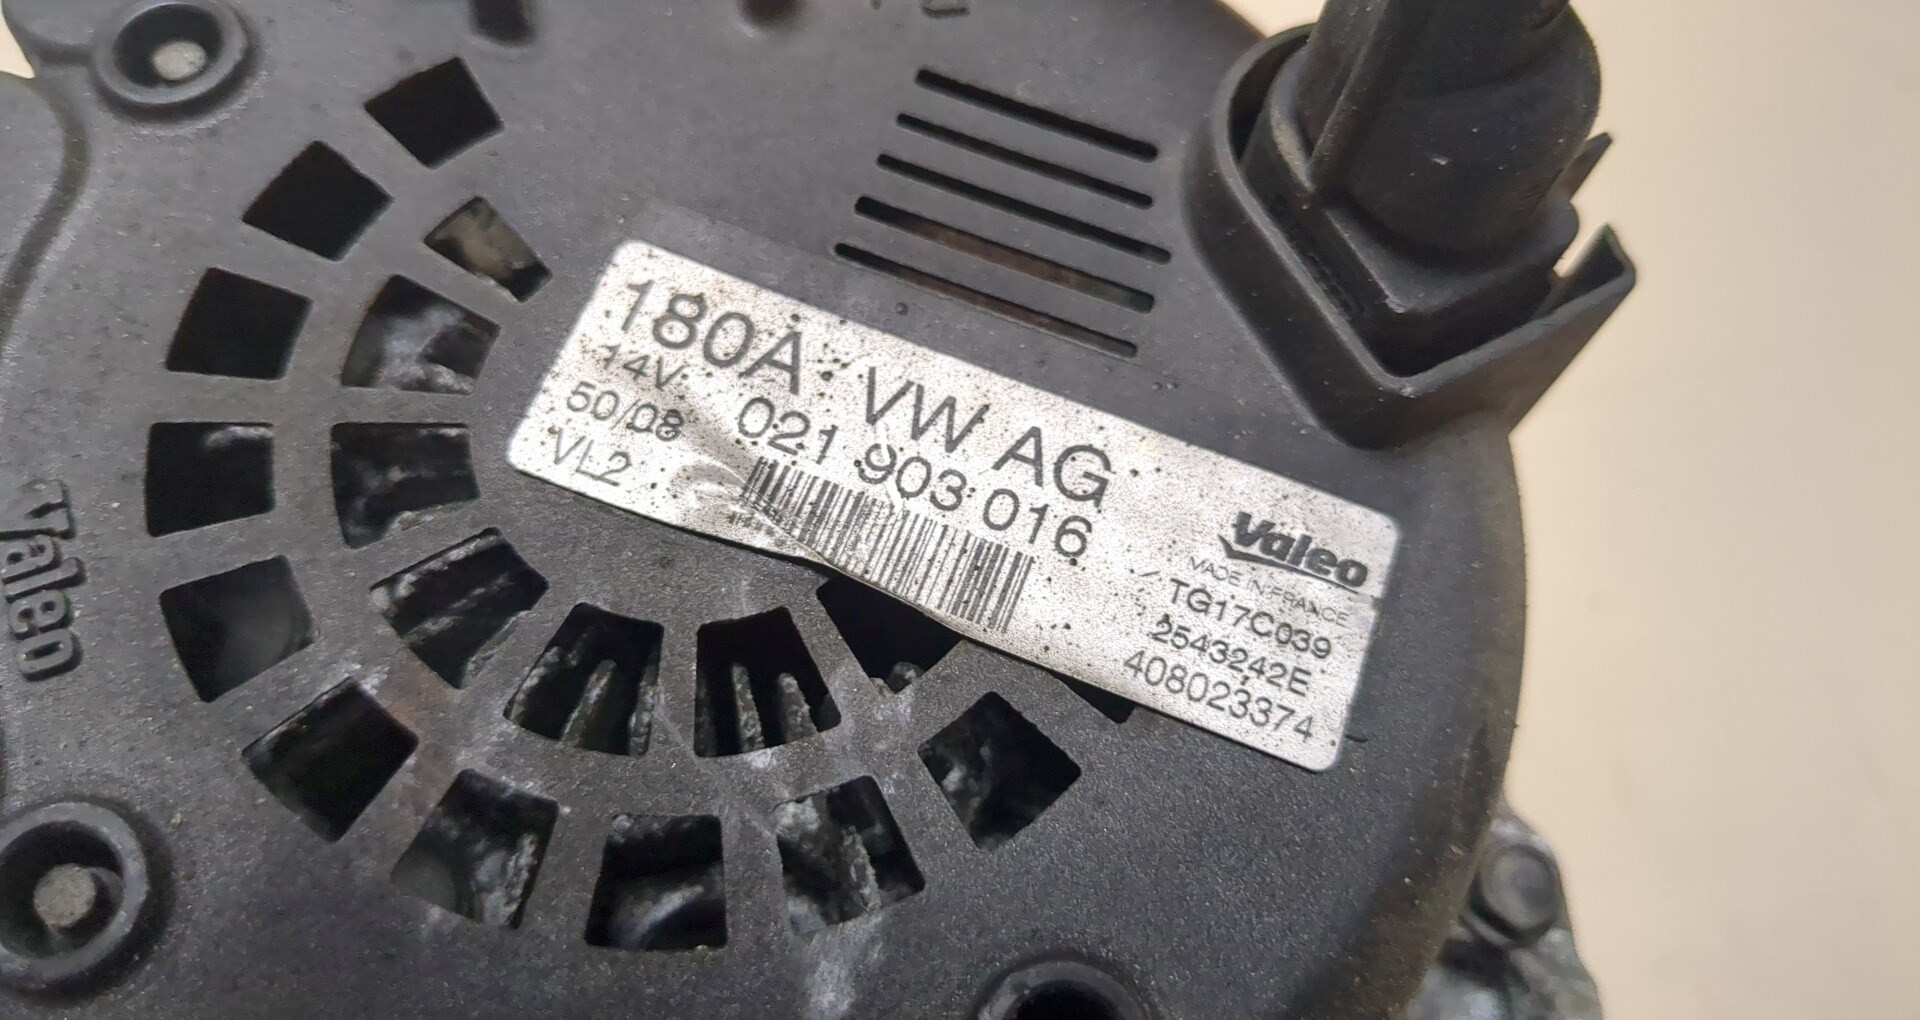 180A VW AG
14V 021 903 016
50/08
VL2
Valeo
MADE IN FRANCE
TG17C039
2543242E
408023374
Valeo